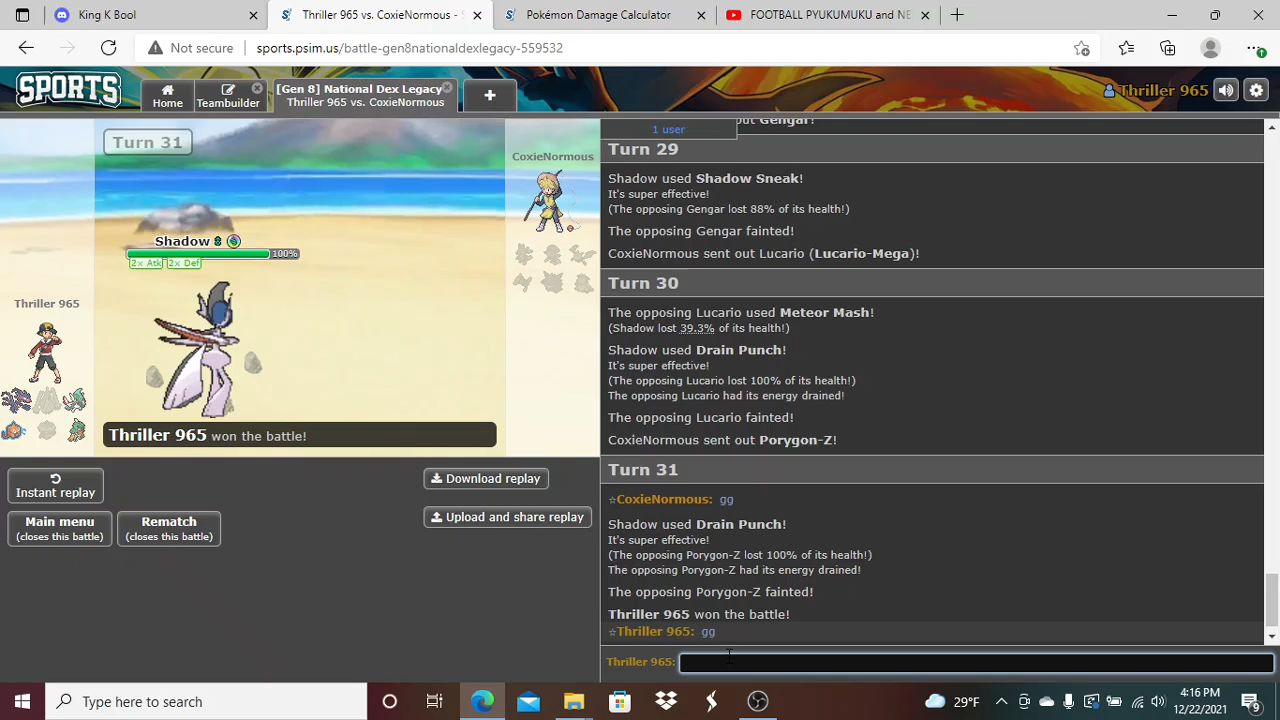 King K Bool
Thriller 965 vs. CoxieNormous - S
Pokémon Damage Calculator
FOOTBALL PYUKUMUKU and NE
Not secure
sports.psim.us/battle-gen8nationaldexlegacy-559532
SPORTS
Home
Teambuilder
[Gen 8] National Dex Legacy
Thriller 965 vs. CoxieNormous
Thriller 965
1 user
out Gengar!
Turn 29
Shadow used Shadow Sneak!
It's super effective!
(The opposing Gengar lost 88% of its health!)
The opposing Gengar fainted!
CoxieNormous sent out Lucario (Lucario-Mega)!
Turn 30
The opposing Lucario used Meteor Mash!
(Shadow lost 39.3% of its health!)
Shadow used Drain Punch!
It's super effective!
(The opposing Lucario lost 100% of its health!)
The opposing Lucario had its energy drained!
The opposing Lucario fainted!
CoxieNormous sent out Porygon-Z!
Turn 31
☆CoxieNormous: gg
Shadow used Drain Punch!
It's super effective!
(The opposing Porygon-Z lost 100% of its health!)
The opposing Porygon-Z had its energy drained!
The opposing Porygon-Z fainted!
Thriller 965 won the battle!
☆Thriller 965: gg
Thriller 965:
Turn 31
CoxieNormous
Shadow
100%
2× Atk 2× Def
Thriller 965
Thriller 965 won the battle!
Instant replay
Download replay
Upload and share replay
Main menu
(closes this battle)
Rematch
(closes this battle)
Type here to search
29°F
4:16 PM
12/22/2021
9